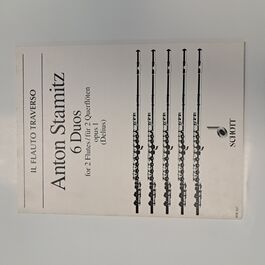 IL FLAUTO TRAVERSO
Anton Stamitz
6 Duos
for 2 Flutes/für 2 Querflöten
opus 1
(Delius)
SCHOTT